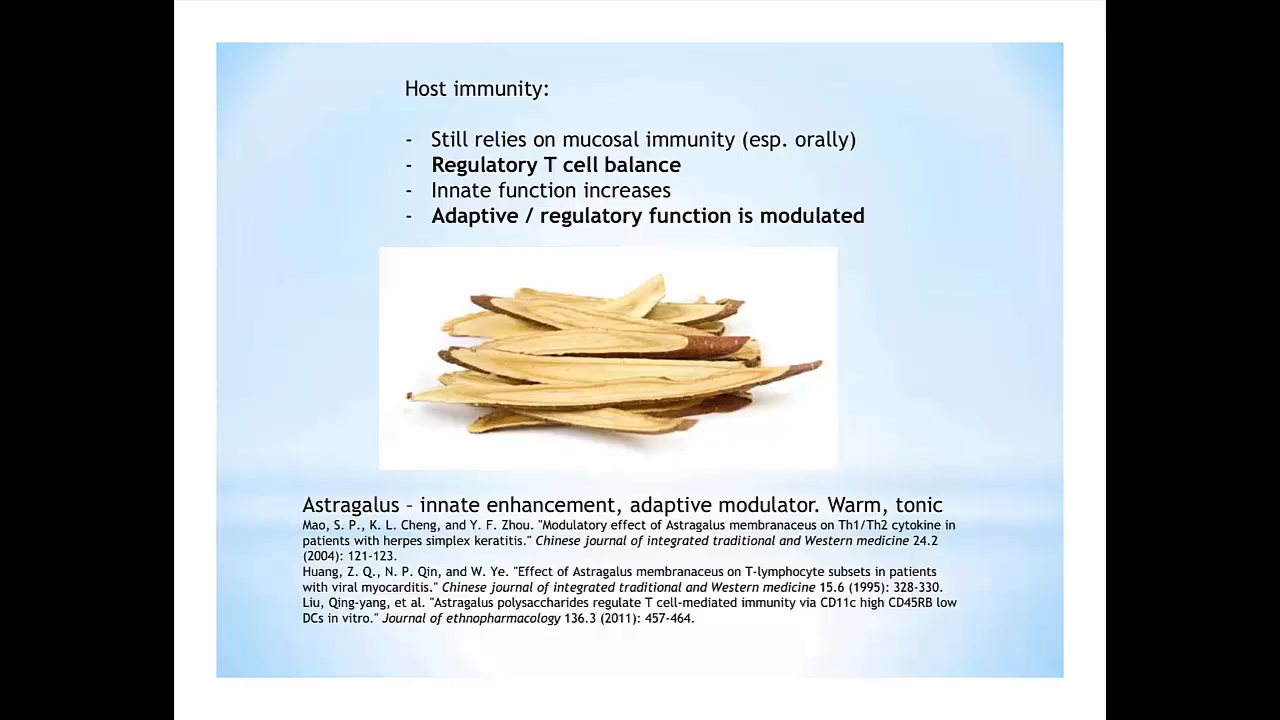 Host immunity:
- Still relies on mucosal immunity (esp. orally)
- Regulatory T cell balance
- Innate function increases
- Adaptive / regulatory function is modulated
Astragalus – innate enhancement, adaptive modulator. Warm, tonic
Mao, S. P., K. L. Cheng, and Y. F. Zhou. "Modulatory effect of Astragalus membranaceus on Th1/Th2 cytokine in
patients with herpes simplex keratitis." Chinese journal of integrated traditional and Western medicine 24.2
(2004): 121-123.
Huang, Z. Q., N. P. Qin, and W. Ye. "Effect of Astragalus membranaceus on T-lymphocyte subsets in patients
with viral myocarditis." Chinese journal of integrated traditional and Western medicine 15.6 (1995): 328-330.
Liu, Qing-yang, et al. "Astragalus polysaccharides regulate T cell-mediated immunity via CD11c high CD45RB low
DCs in vitro." Journal of ethnopharmacology 136.3 (2011): 457-464.